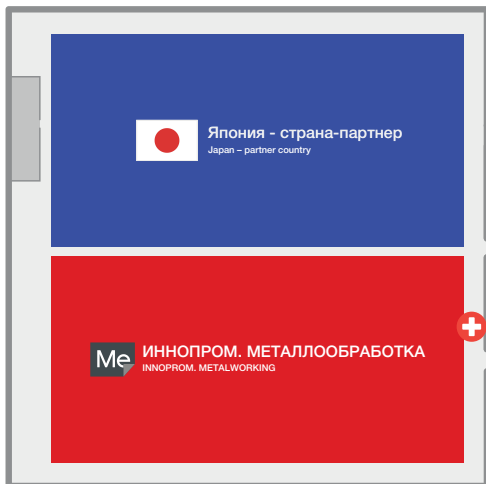 Япония - страна-партнер
Japan – partner country
Me
ИННОПРОМ. МЕТАЛЛООБРАБОТКА
INNOPROM. METALWORKING